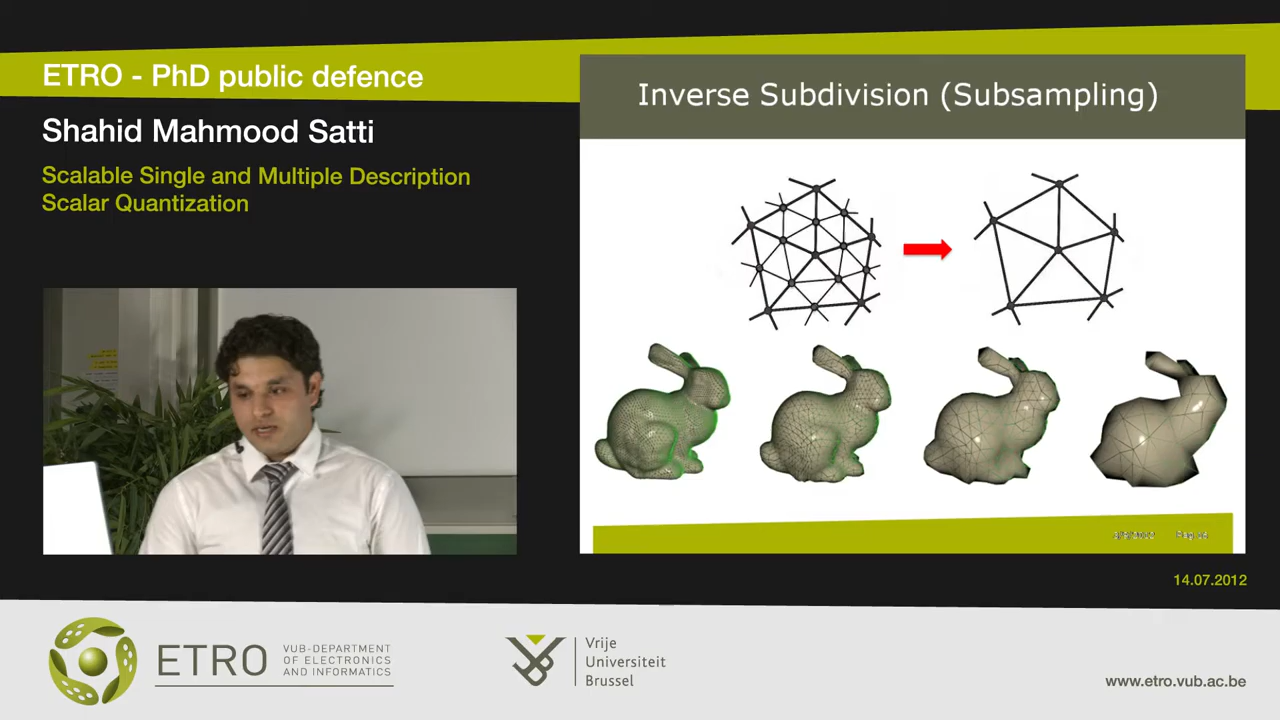 ETRO - PhD public defence
Shahid Mahmood Satti
Scalable Single and Multiple Description
Scalar Quantization
Inverse Subdivision (Subsampling)
14.07.2012
ETRO
VUB-DEPARTMENT
OF ELECTRONICS
AND INFORMATICS
Vrije
Universiteit
Brussel
www.etro.vub.ac.be